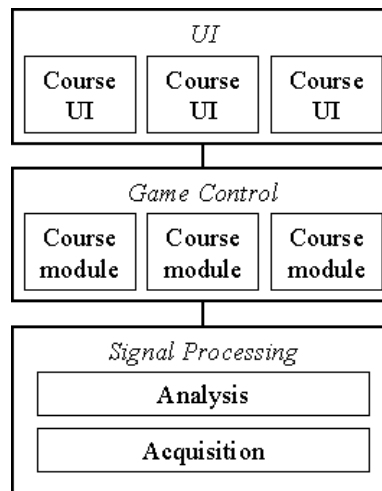 UI
Course Course Course
UI UI UI
Game Control
Course Course Course
module module module
Signal Processing
Analysis
Acquisition